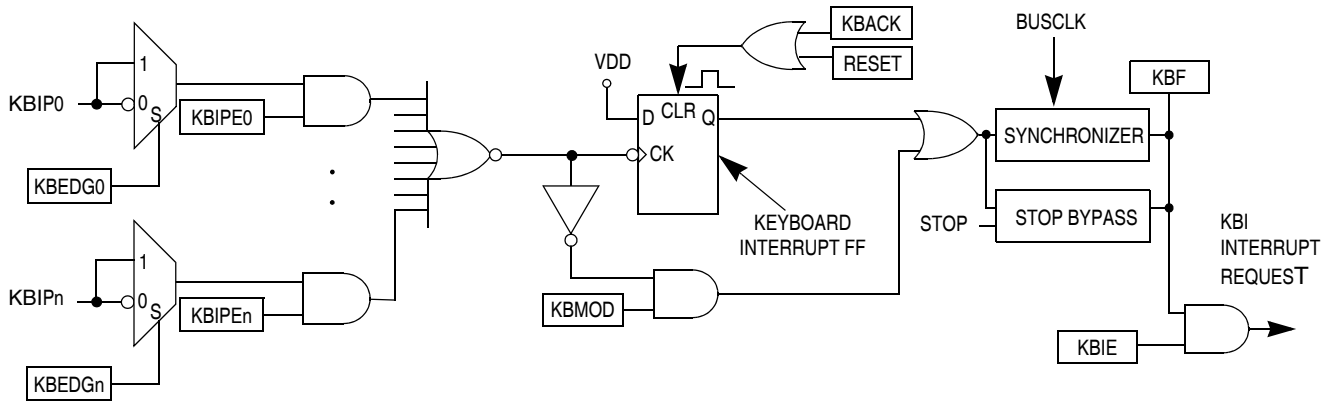 KBACK
RESET
BUSCLK
VDD
KBF
1
KBIP0
0
S
KBIPE0
D
CLR
Q
CK
SYNCHRONIZER
KBEDG0
KEYBOARD
INTERRUPT FF
STOP
STOP BYPASS
KBI
INTERRUPT
REQUEST
1
KBIPn
0
S
KBIPEn
KBMOD
KBIE
KBEDGn